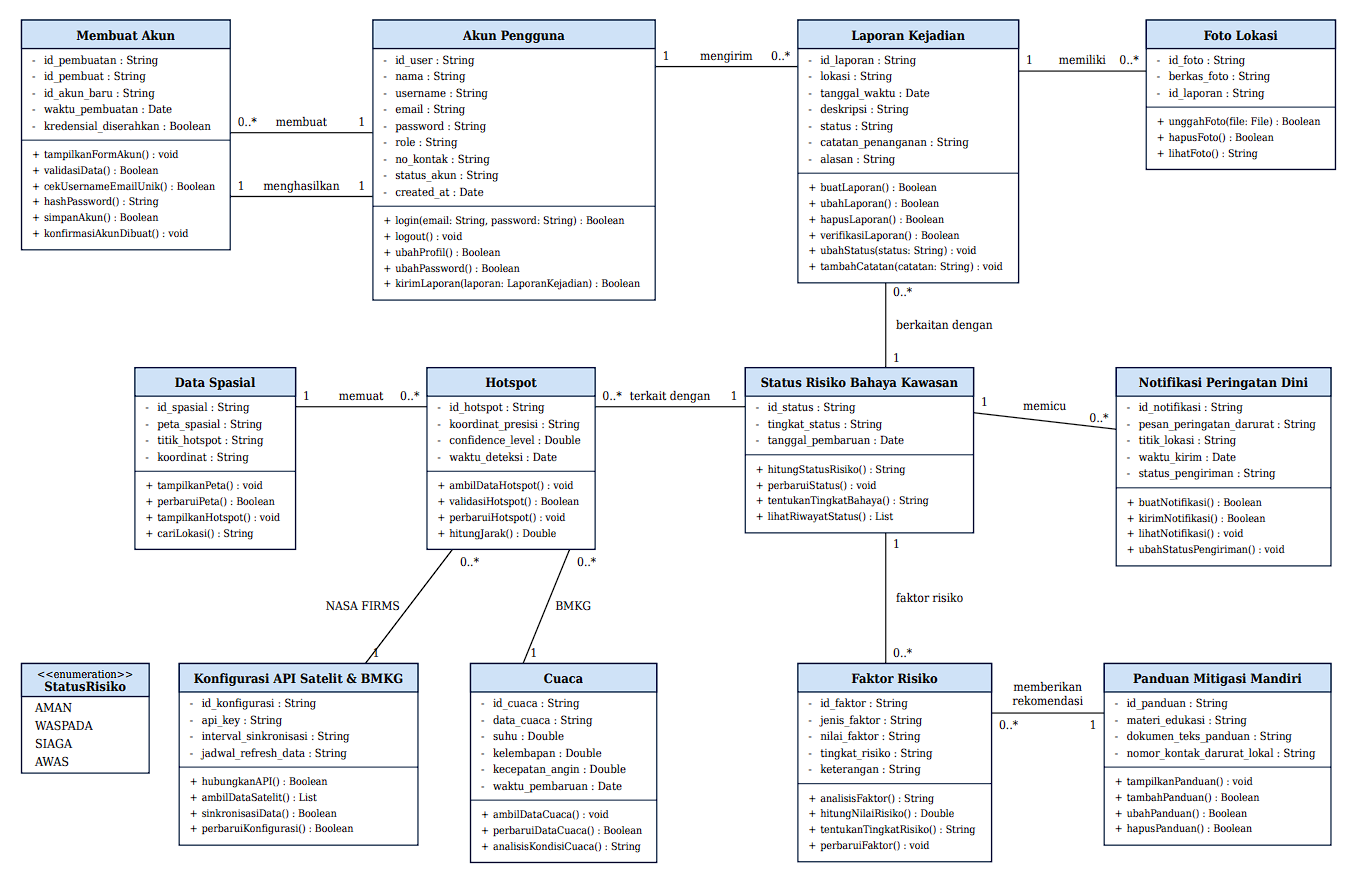 Membuat Akun
- id_pembuatan : String
- id_pembuat : String
- id_akun_baru : String
- waktu_pembuatan : Date
- kredensial_diserahkan : Boolean
+ tampilkanFormAkun() : void
+ validasiData() : Boolean
+ cekUsernameEmailUnik() : Boolean
+ hashPassword() : String
+ simpanAkun() : Boolean
+ konfirmasiAkunDibuat() : void
0..* membuat 1
1 menghasilkan 1
Akun Pengguna
- id_user : String
- nama : String
- username : String
- email : String
- password : String
- role : String
- no_kontak : String
- status_akun : String
- created_at : Date
+ login(email: String, password: String) : Boolean
+ logout() : void
+ ubahProfil() : Boolean
+ ubahPassword() : Boolean
+ kirimLaporan(laporan: LaporanKejadian) : Boolean
1 mengirim 0..*
Laporan Kejadian
- id_laporan : String
- lokasi : String
- tanggal_waktu : Date
- deskripsi : String
- status : String
- catatan_penanganan : String
- alasan : String
+ buatLaporan() : Boolean
+ ubahLaporan() : Boolean
+ hapusLaporan() : Boolean
+ verifikasiLaporan() : Boolean
+ ubahStatus(status: String) : void
+ tambahCatatan(catatan: String) : void
1 memiliki 0..*
Foto Lokasi
- id_foto : String
- berkas_foto : String
- id_laporan : String
+ unggahFoto(file: File) : Boolean
+ hapusFoto() : Boolean
+ lihatFoto() : String
0..*
berkaitan dengan
1
Data Spasial
- id_spasial : String
- peta_spasial : String
- titik_hotspot : String
- koordinat : String
+ tampilkanPeta() : void
+ perbaruiPeta() : Boolean
+ tampilkanHotspot() : void
+ cariLokasi() : String
1 memuat 0..*
Hotspot
- id_hotspot : String
- koordinat_presisi : String
- confidence_level : Double
- waktu_deteksi : Date
+ ambilDataHotspot() : void
+ validasiHotspot() : Boolean
+ perbaruiHotspot() : void
+ hitungJarak() : Double
0..* terkait dengan 1
Status Risiko Bahaya Kawasan
- id_status : String
- tingkat_status : String
- tanggal_pembaruan : Date
+ hitungStatusRisiko() : String
+ perbaruiStatus() : void
+ tentukanTingkatBahaya() : String
+ lihatRiwayatStatus() : List
1 memicu 0..*
Notifikasi Peringatan Dini
- id_notifikasi : String
- pesan_peringatan_darurat : String
- titik_lokasi : String
- waktu_kirim : Date
- status_pengiriman : String
+ buatNotifikasi() : Boolean
+ kirimNotifikasi() : Boolean
+ lihatNotifikasi() : void
+ ubahStatusPengiriman() : void
0..*
NASA FIRMS
1
0..*
BMKG
1
1
faktor risiko
0..*
<<enumeration>>
StatusRisiko
AMAN
WASPADA
SIAGA
AWAS
Konfigurasi API Satelit & BMKG
- id_konfigurasi : String
- api_key : String
- interval_sinkronisasi : String
- jadwal_refresh_data : String
+ hubungkanAPI() : Boolean
+ ambilDataSatelit() : List
+ sinkronisasiData() : Boolean
+ perbaruiKonfigurasi() : Boolean
Cuaca
- id_cuaca : String
- data_cuaca : String
- suhu : Double
- kelembapan : Double
- kecepatan_angin : Double
- waktu_pembaruan : Date
+ ambilDataCuaca() : void
+ perbaruiDataCuaca() : Boolean
+ analisisKondisiCuaca() : String
Faktor Risiko
- id_faktor : String
- jenis_faktor : String
- nilai_faktor : String
- tingkat_risiko : String
- keterangan : String
+ analisisFaktor() : String
+ hitungNilaiRisiko() : Double
+ tentukanTingkatRisiko() : String
+ perbaruiFaktor() : void
memberikan
rekomendasi
0..* 1
Panduan Mitigasi Mandiri
- id_panduan : String
- materi_edukasi : String
- dokumen_teks_panduan : String
- nomor_kontak_darurat_lokal : String
+ tampilkanPanduan() : void
+ tambahPanduan() : Boolean
+ ubahPanduan() : Boolean
+ hapusPanduan() : Boolean